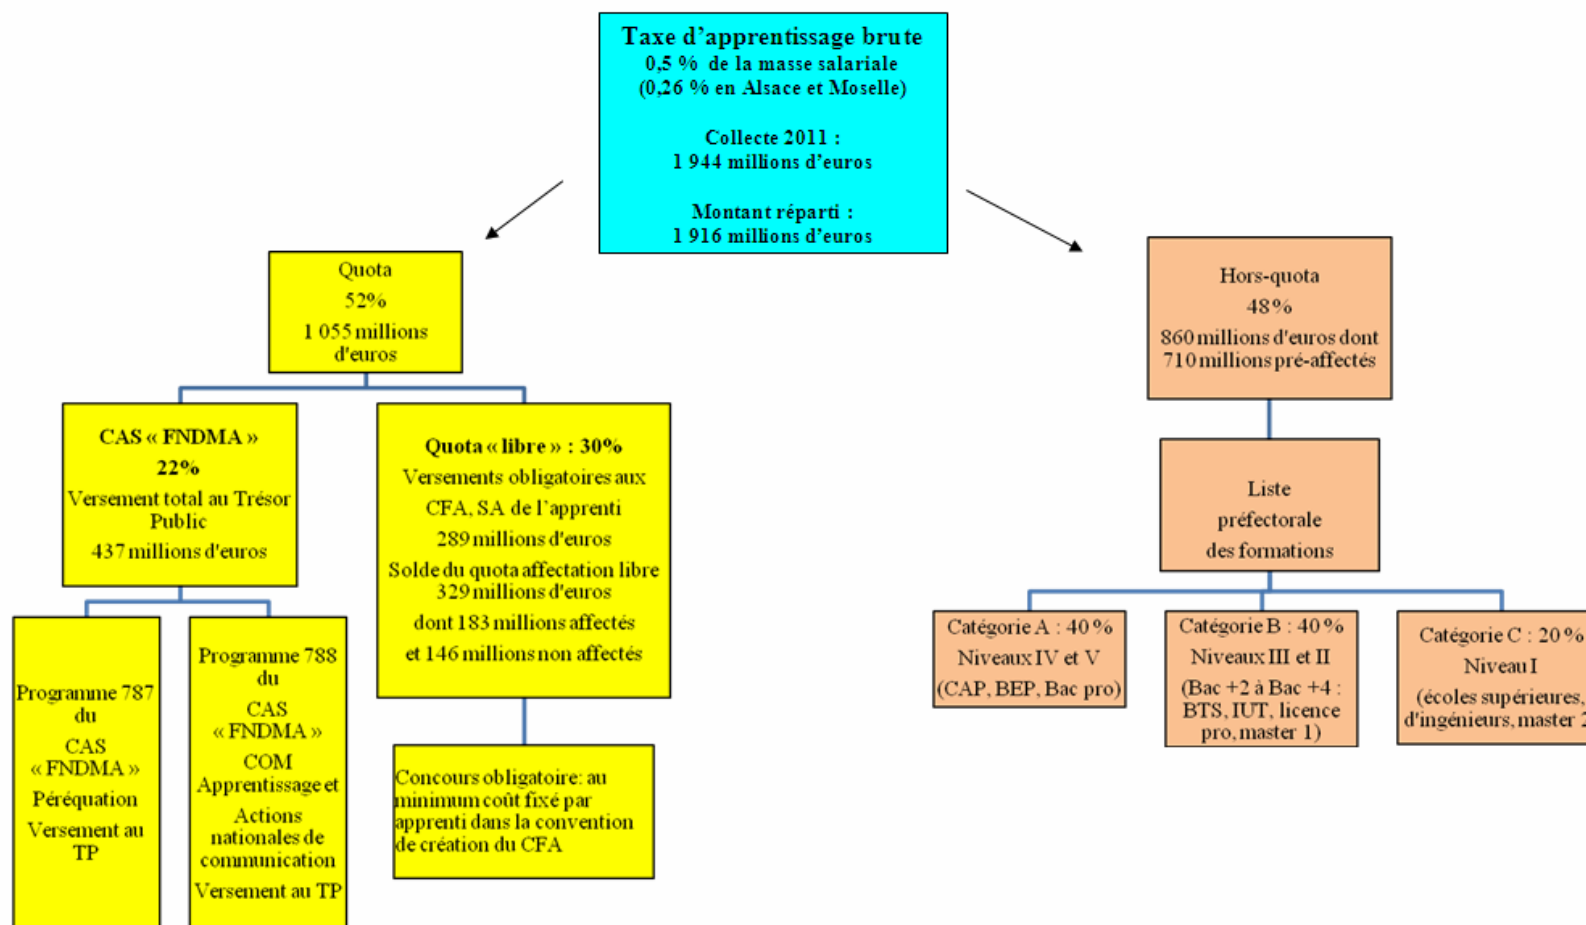 Taxe d'apprentissage brute
0,5 % de la masse salariale
(0,26 % en Alsace et Moselle)
Collecte 2011 :
1 944 millions d'euros
Montant réparti :
1 916 millions d'euros
Quota
52%
1 055 millions
d'euros
Hors-quota
48%
860 millions d'euros dont
710 millions pré-affectés
CAS « FNDMA »
22%
Versement total au Trésor
Public
437 millions d'euros
Quota « libre » : 30%
Versements obligatoires aux
CFA, SA de l'apprenti
289 millions d'euros
Solde du quota affectation libre
329 millions d'euros
dont 183 millions affectés
et 146 millions non affectés
Liste
préfectorale
des formations
Programme 787
du
CAS
« FNDMA »
Péréquation
Versement au
TP
Programme 788
du
CAS
« FNDMA »
COM
Apprentissage et
Actions
nationales de
communication
Versement au TP
Concours obligatoire: au
minimum coût fixé par
apprenti dans la convention
de création du CFA
Catégorie A : 40%
Niveaux IV et V
(CAP, BEP, Bac pro)
Catégorie B : 40%
Niveaux III et II
(Bac +2 à Bac +4 :
BTS, IUT, licence
pro, master 1)
Catégorie C : 20%
Niveau I
(écoles supérieures,
d'ingénieurs, master 2